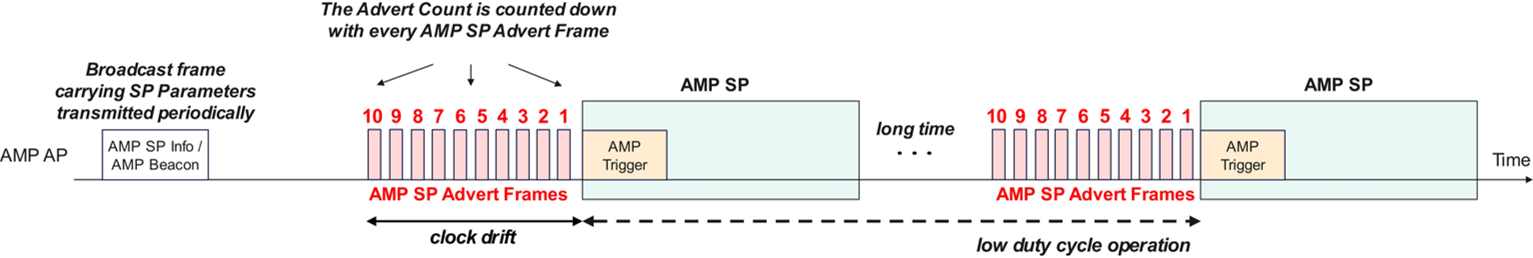 The Advert Count is counted down
with every AMP SP Advert Frame
Broadcast frame
carrying SP Parameters
transmitted periodically
AMP SP Info /
AMP Beacon
AMP AP
10 9 8 7 6 5 4 3 2 1
AMP SP Advert Frames
clock drift
AMP SP
AMP
Trigger
long time
. . .
10 9 8 7 6 5 4 3 2 1
AMP SP Advert Frames
low duty cycle operation
AMP SP
AMP
Trigger
Time